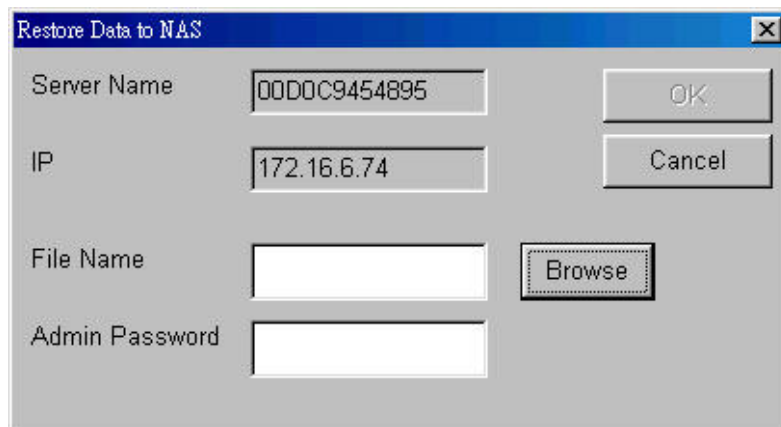 Restore Data to NAS
Server Name 00D0C9454895 OK
IP 172.16.6.74 Cancel
File Name Browse
Admin Password